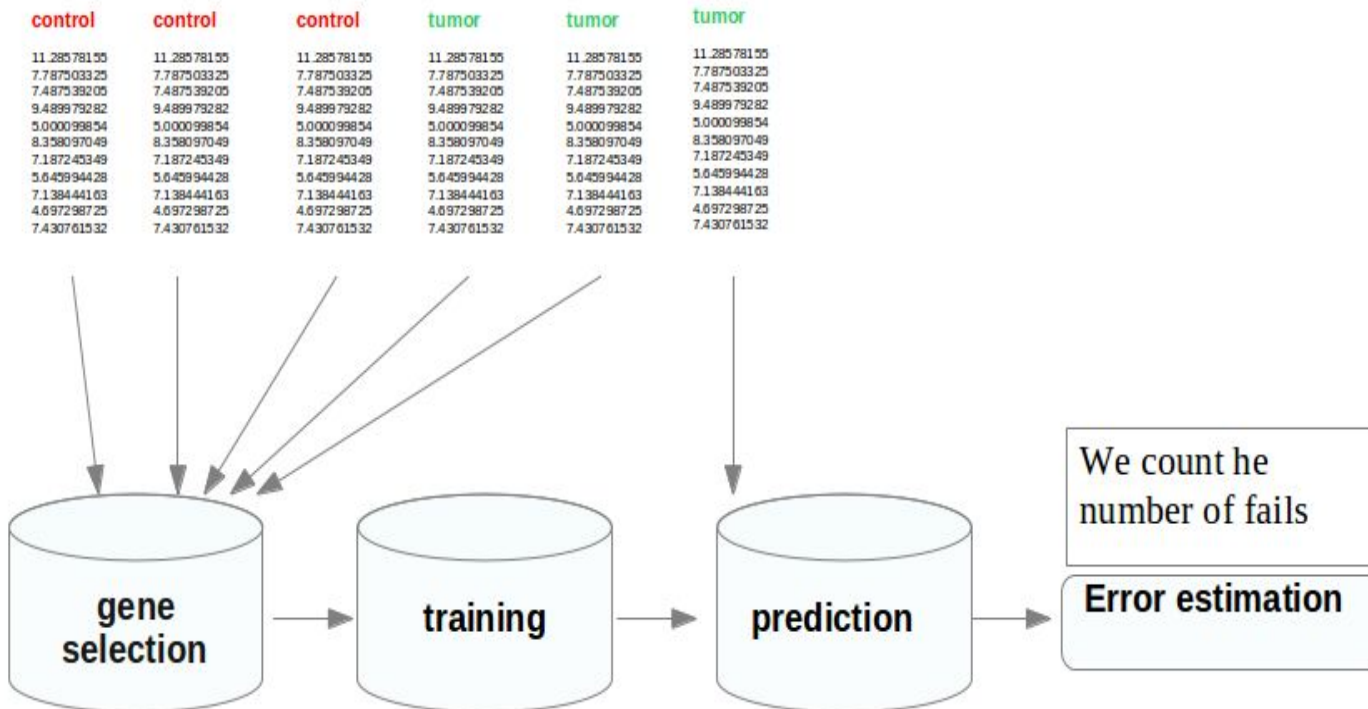 control control control tumor tumor tumor
11.28578155 11.28578155 11.28578155 11.28578155 11.28578155 11.28578155
7.787503325 7.787503325 7.787503325 7.787503325 7.787503325 7.787503325
7.487539205 7.487539205 7.487539205 7.487539205 7.487539205 7.487539205
9.489979282 9.489979282 9.489979282 9.489979282 9.489979282 9.489979282
5.000099854 5.000099854 5.000099854 5.000099854 5.000099854 5.000099854
8.358097049 8.358097049 8.358097049 8.358097049 8.358097049 8.358097049
7.187245349 7.187245349 7.187245349 7.187245349 7.187245349 7.187245349
5.645994428 5.645994428 5.645994428 5.645994428 5.645994428 5.645994428
7.138444163 7.138444163 7.138444163 7.138444163 7.138444163 7.138444163
4.697298725 4.697298725 4.697298725 4.697298725 4.697298725 4.697298725
7.430761532 7.430761532 7.430761532 7.430761532 7.430761532 7.430761532
We count he
number of fails
gene
selection
training
prediction
Error estimation